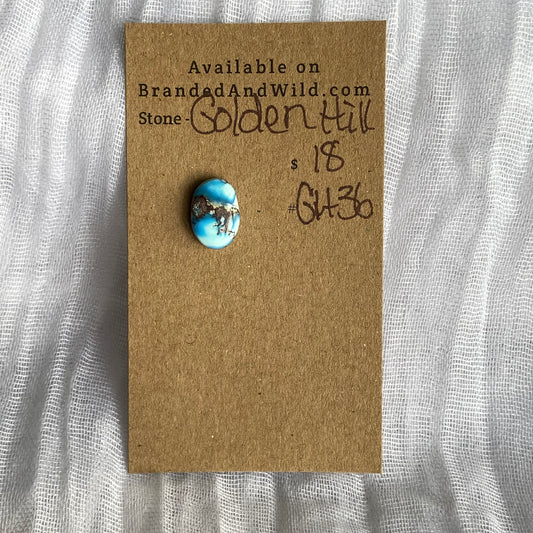 Available on
BrandedAndWild.com
Stone - Golden Hill
$ 18
# GH36